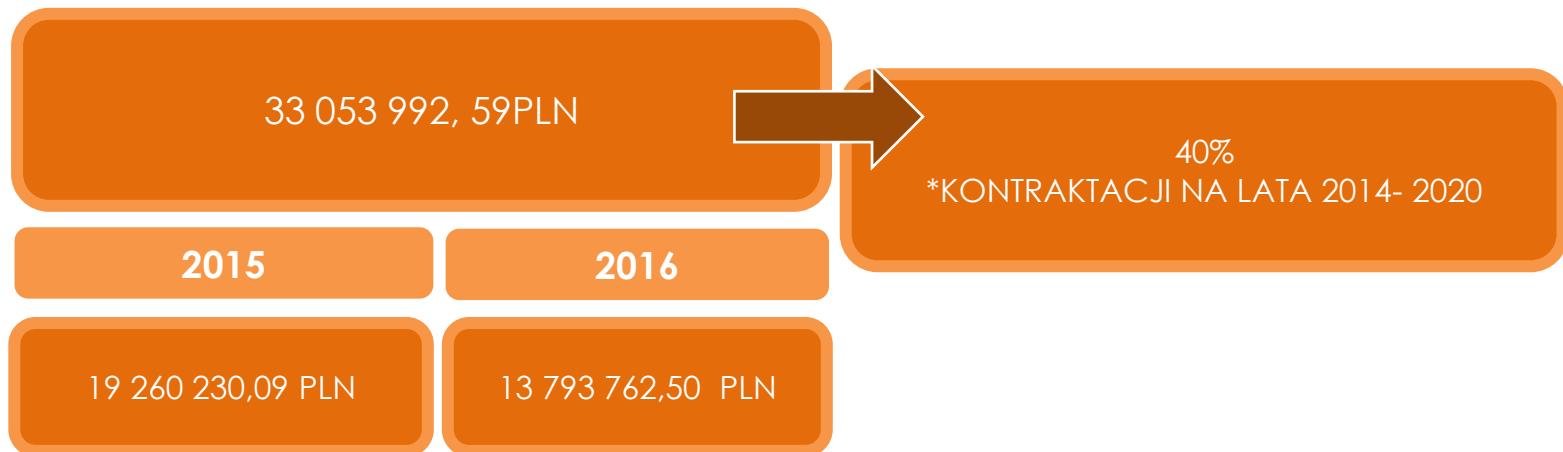 33 053 992, 59PLN
40%
*KONTRAKTACJI NA LATA 2014- 2020
2015
2016
19 260 230,09 PLN
13 793 762,50  PLN